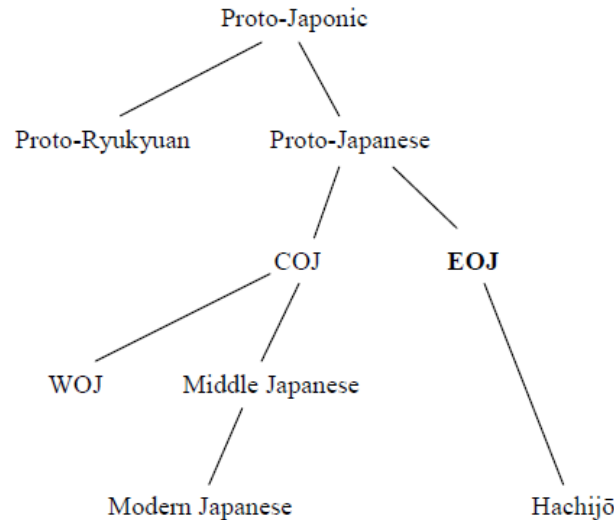 Proto-Japonic
Proto-Ryukyuan Proto-Japanese
COJ EOJ
WOJ Middle Japanese
Modern Japanese Hachijō